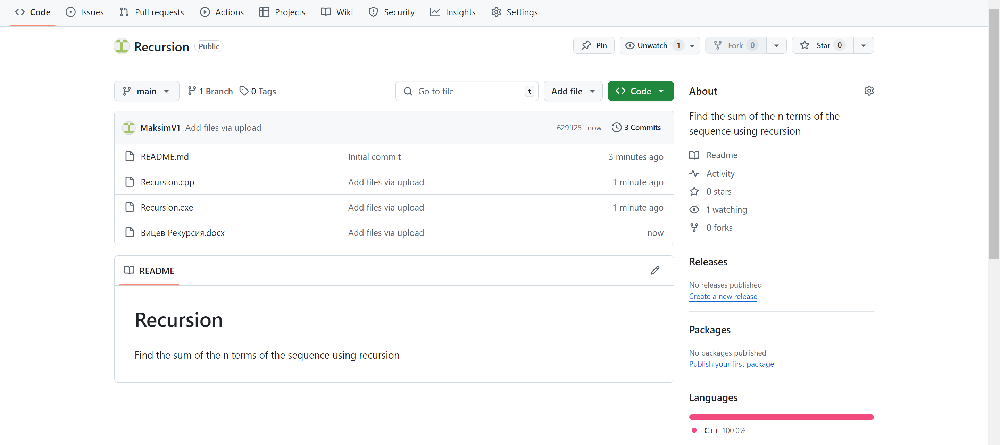 Code Issues Pull requests Actions Projects Wiki Security Insights Settings
Recursion Public
Pin Unwatch 1 Fork 0 Star 0
main 1 Branch 0 Tags Go to file t Add file Code
MaksimV1 Add files via upload 629ff25 · now 3 Commits
README.md Initial commit 3 minutes ago
Recursion.cpp Add files via upload 1 minute ago
Recursion.exe Add files via upload 1 minute ago
Вицев Рекурсия.docx Add files via upload now
README
Recursion
Find the sum of the n terms of the sequence using recursion
About
Find the sum of the n terms of the
sequence using recursion
Readme
Activity
0 stars
1 watching
0 forks
Releases
No releases published
Create a new release
Packages
No packages published
Publish your first package
Languages
C++ 100.0%